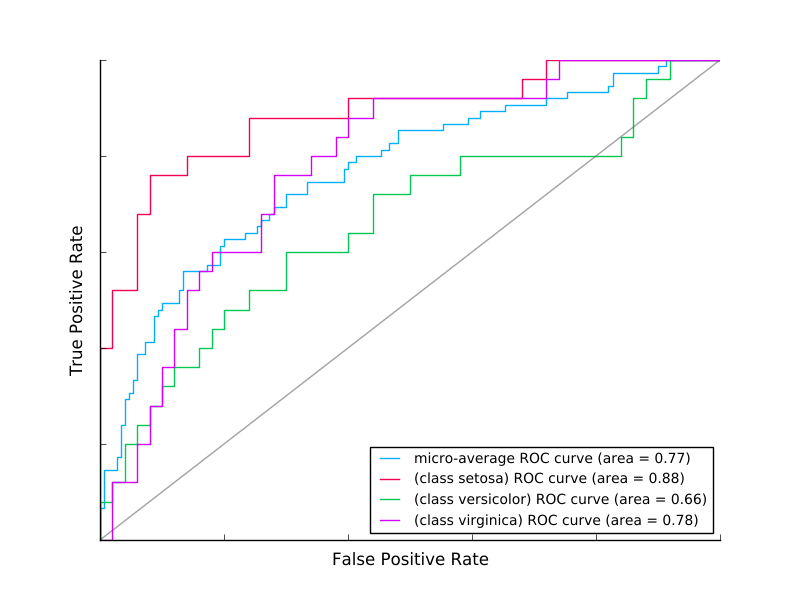 True Positive Rate
micro-average ROC curve (area = 0.77)
(class setosa) ROC curve (area = 0.88)
(class versicolor) ROC curve (area = 0.66)
(class virginica) ROC curve (area = 0.78)
False Positive Rate